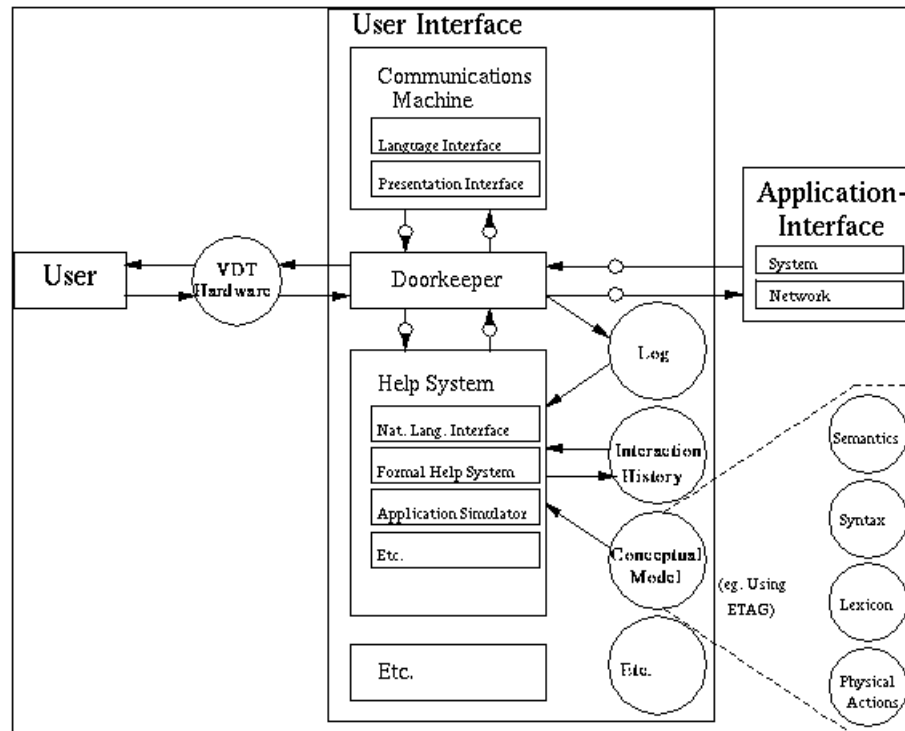 User Interface
Communications
Machine
Language Interface
Presentation Interface
Application-
Interface
System
Network
User
VDT
Hardware
Doorkeeper
Log
Help System
Nat. Lang. Interface
Formal Help System
Application Simulator
Etc.
Interaction
History
Conceptual
Model
(eg. Using
ETAG)
Semantics
Syntax
Lexicon
Physical
Actions
Etc.
Etc.